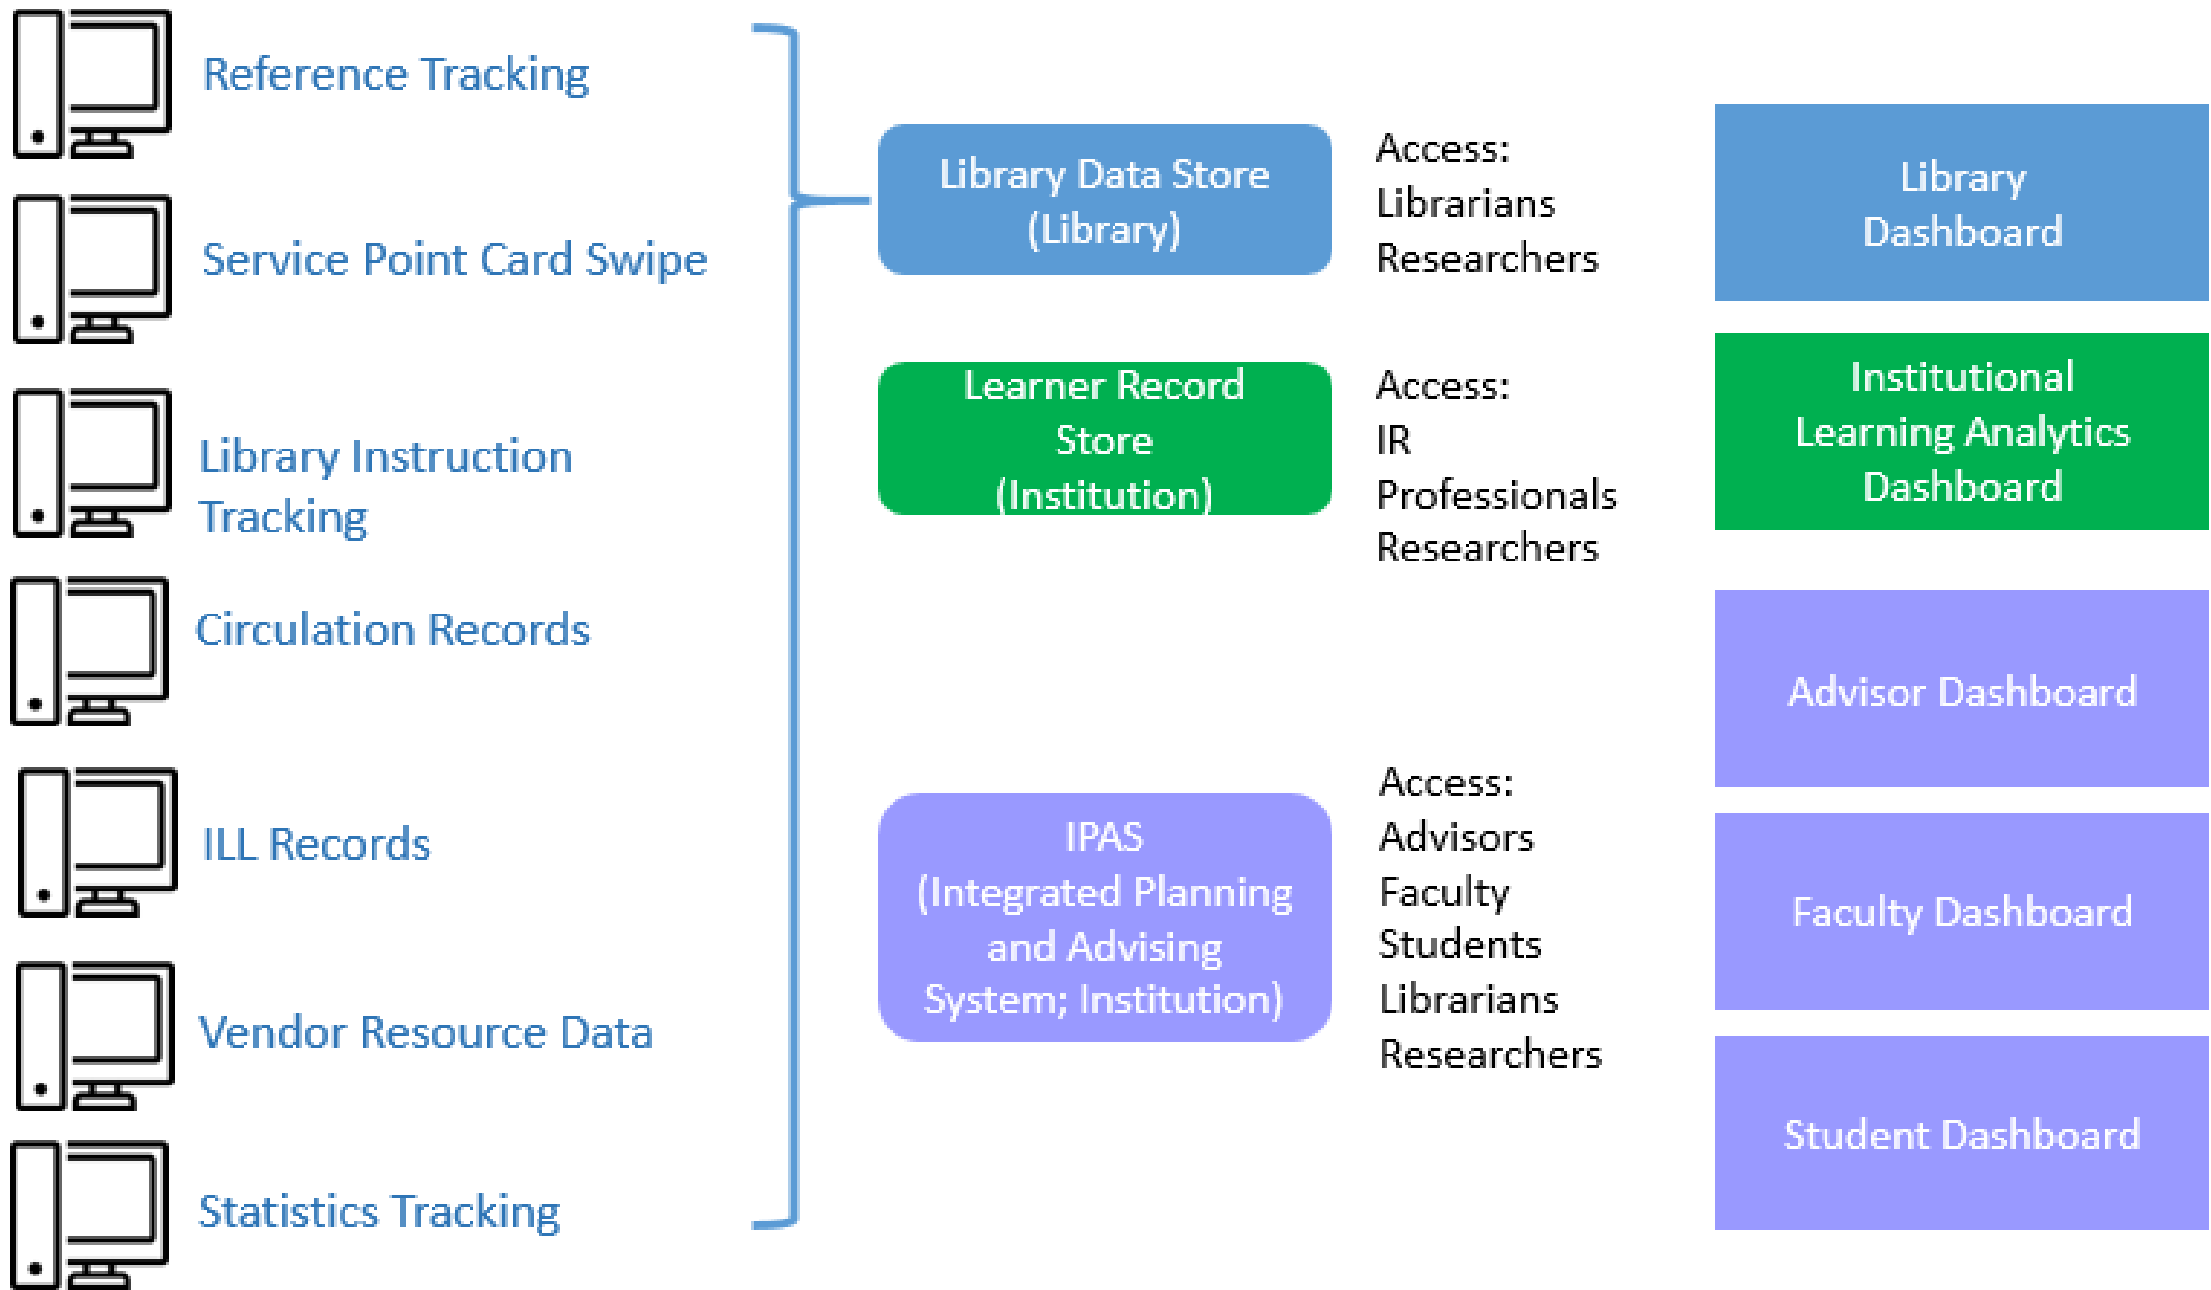 Reference Tracking
Service Point Card Swipe
Library Instruction
Tracking
Circulation Records
ILL Records
Vendor Resource Data
Statistics Tracking
Library Data Store
(Library)
Access:
Librarians
Researchers
Library
Dashboard
Learner Record
Store
(Institution)
Access:
IR
Professionals
Researchers
Institutional
Learning Analytics
Dashboard
IPAS
(Integrated Planning
and Advising
System; Institution)
Access:
Advisors
Faculty
Students
Librarians
Researchers
Advisor Dashboard
Faculty Dashboard
Student Dashboard